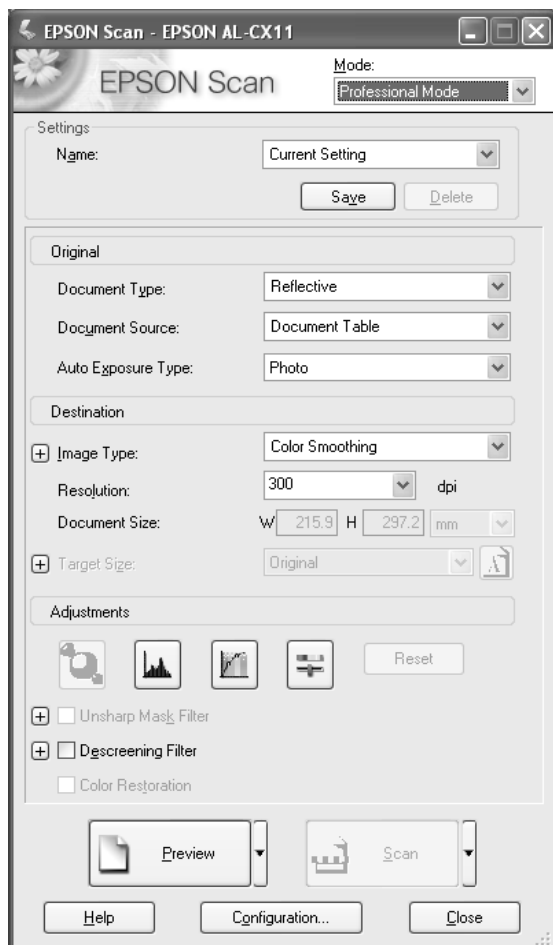 EPSON Scan - EPSON AL-CX11
EPSON Scan
Mode:
Professional Mode
Settings
Name: Current Setting
Save Delete
Original
Document Type: Reflective
Document Source: Document Table
Auto Exposure Type: Photo
Destination
Image Type: Color Smoothing
Resolution: 300 dpi
Document Size: W 215.9 H 297.2 mm
Target Size: Original
Adjustments
Reset
Unsharp Mask Filter
Descreening Filter
Color Restoration
Preview Scan
Help Configuration... Close